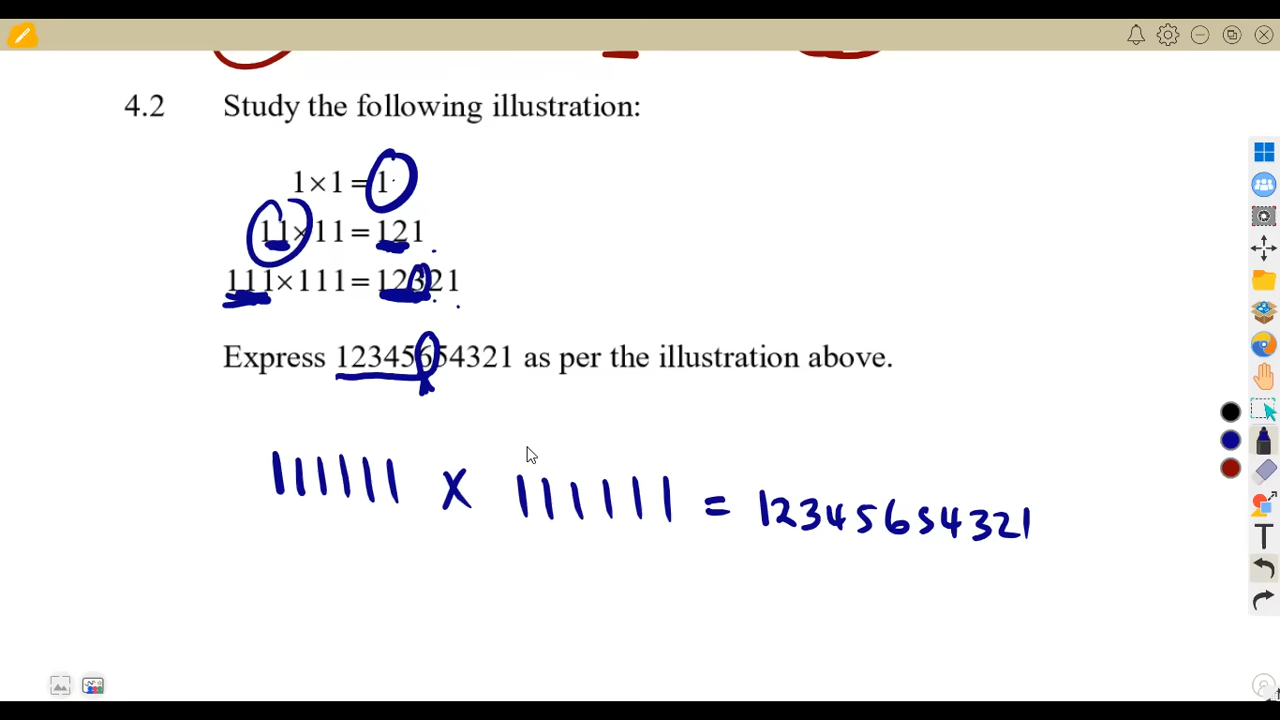 4.2 Study the following illustration:
1×1=1
11×11=121
111×111=12321
Express 12345654321 as per the illustration above.
111111 x 111111 = 12345654321
T